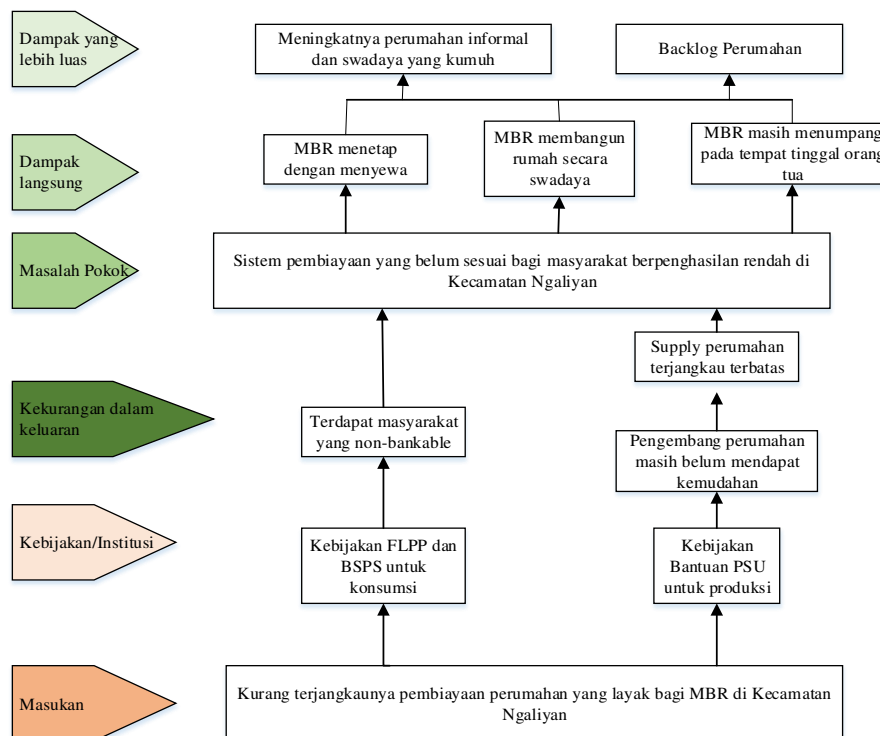 Dampak yang
lebih luas
Meningkatnya perumahan informal
dan swadaya yang kumuh
Backlog Perumahan
Dampak
langsung
MBR menetap
dengan menyewa
MBR membangun
rumah secara
swadaya
MBR masih menumpang
pada tempat tinggal orang
tua
Masalah Pokok
Sistem pembiayaan yang belum sesuai bagi masyarakat berpenghasilan rendah di
Kecamatan Ngaliyan
Supply perumahan
terjangkau terbatas
Kekurangan dalam
keluaran
Terdapat masyarakat
yang non-bankable
Pengembang perumahan
masih belum mendapat
kemudahan
Kebijakan/Institusi
Kebijakan FLPP dan
BSPS untuk
konsumsi
Kebijakan
Bantuan PSU
untuk produksi
Masukan
Kurang terjangkaunya pembiayaan perumahan yang layak bagi MBR di Kecamatan
Ngaliyan